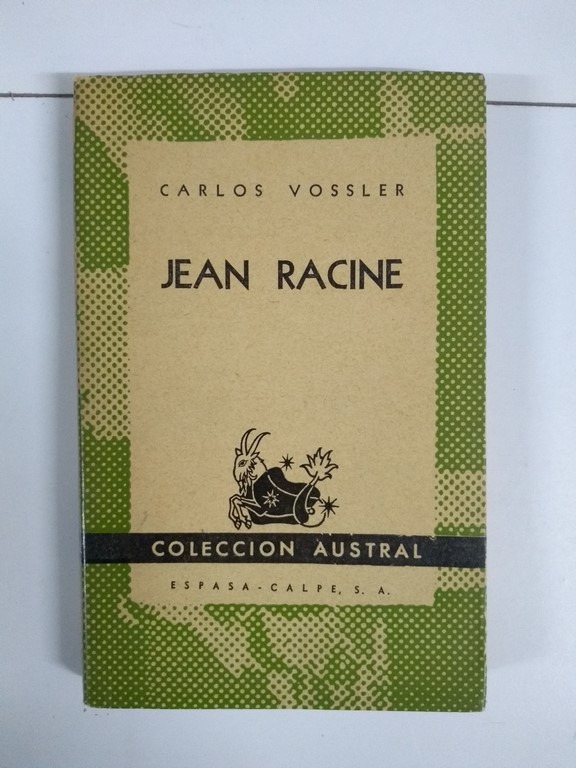 CARLOS VOSSLER
JEAN RACINE
COLECCION AUSTRAL
ESPASA-CALPE, S. A.